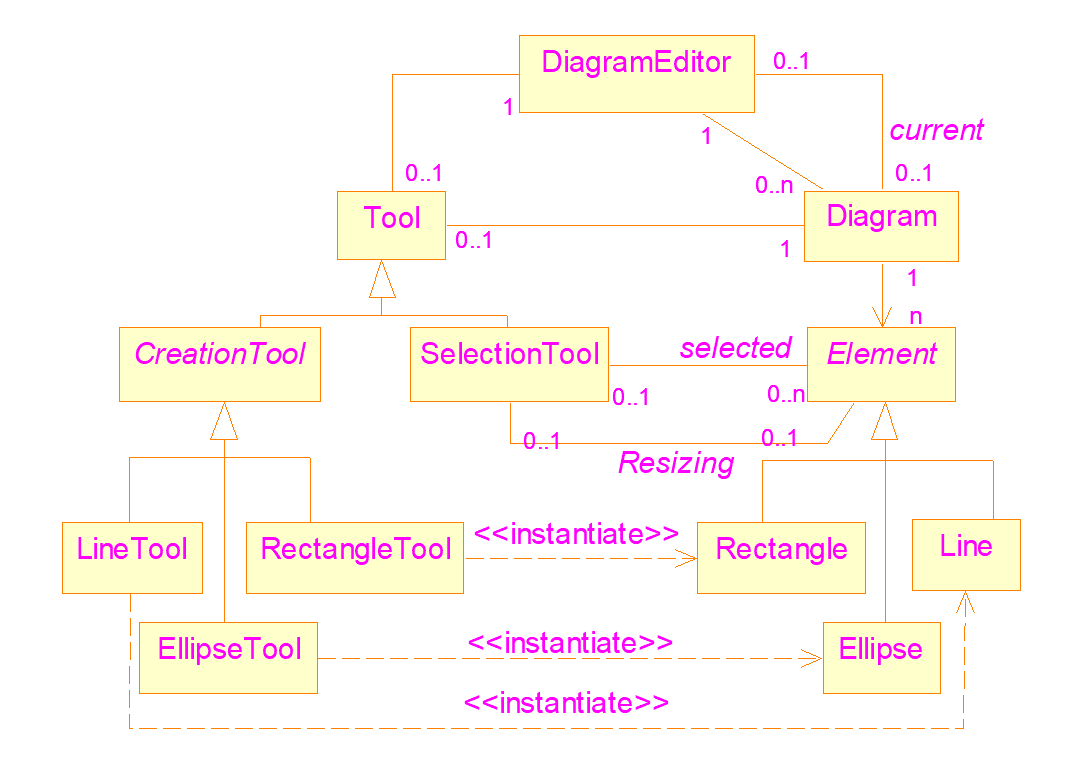 DiagramEditor
0..1
1
current
1
0..1
0..n
0..1
Tool
Diagram
0..1
1
1
n
CreationTool
SelectionTool
selected
Element
0..1
0..n
0..1
0..1
Resizing
LineTool
RectangleTool
<<instantiate>>
Rectangle
Line
EllipseTool
<<instantiate>>
Ellipse
<<instantiate>>